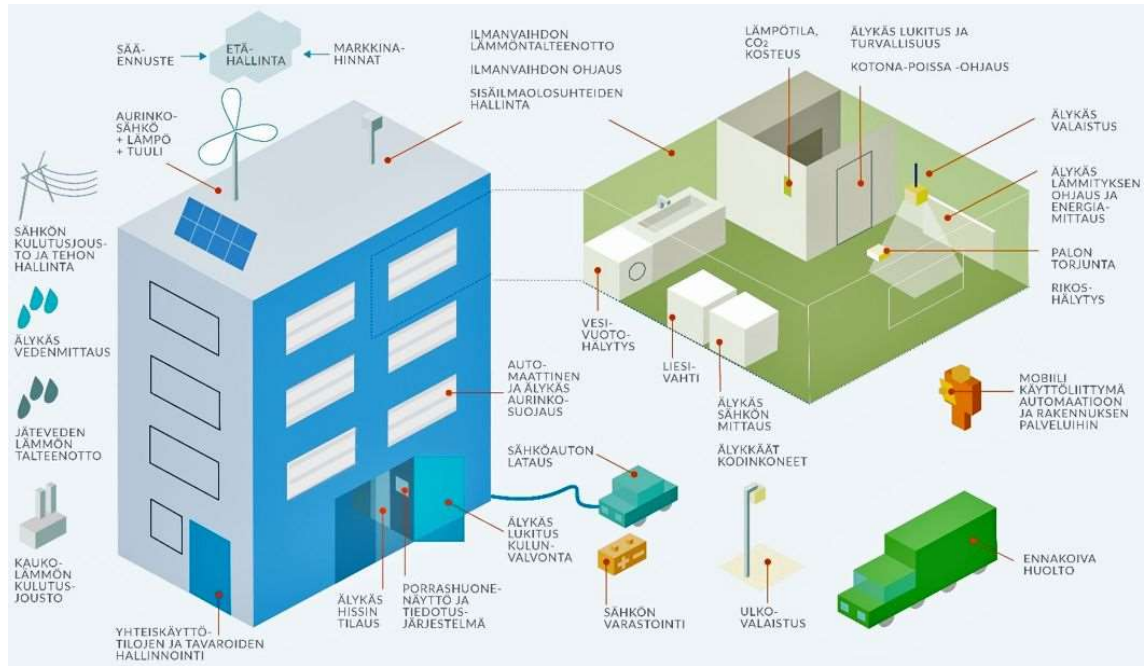 SÄÄ-
ENNUSTE
ETÄ-
HALLINTA
MARKKINA-
HINNAT
AURINKO-
SÄHKÖ
+ LÄMPÖ
+ TUULI
ILMANVAIHDON
LÄMMÖNTALTEENOTTO
ILMANVAIHDON OHJAUS
SISÄILMAOLOSUHTEIDEN
HALLINTA
LÄMPÖTILA,
CO₂
KOSTEUS
ÄLYKÄS LUKITUS JA
TURVALLISUUS
KOTONA-POISSA -OHJAUS
ÄLYKÄS
VALAISTUS
ÄLYKÄS
LÄMMITYKSEN
OHJAUS JA
ENERGIA-
MITTAUS
PALON
TORJUNTA
RIKOS-
HÄLYTYS
SÄHKÖN
KULUTUSJOUS-
TO JA TEHON
HALLINTA
ÄLYKÄS
VEDENMITTAUS
JÄTEVEDEN
LÄMMÖN
TALTEENOTTO
KAUKO-
LÄMMÖN
KULUTUS-
JOUSTO
VESI-
VUOTO-
HÄLYTYS
LIESI-
VAHTI
ÄLYKÄS
SÄHKÖN
MITTAUS
ÄLYKKÄÄT
KODINKONEET
AUTO-
MAATTINEN
JA ÄLYKÄS
AURINKO-
SUOJAUS
MOBIILI
KÄYTTÖLIITTYMÄ
AUTOMAATIOON
JA RAKENNUKSEN
PALVELUIHIN
SÄHKÖAUTON
LATAUS
ÄLYKÄS
LUKITUS
KULUN-
VALVONTA
SÄHKÖN
VARASTOINTI
ULKO-
VALAISTUS
ENNAKOIVA
HUOLTO
ÄLYKÄS
HISSIN
TILAUS
PORRASHUONE-
NÄYTTÖ JA
TIEDOTUS-
JÄRJESTELMÄ
YHTEISKÄYTTÖ-
TILOJEN JA TAVAROIDEN
HALLINNOINTI